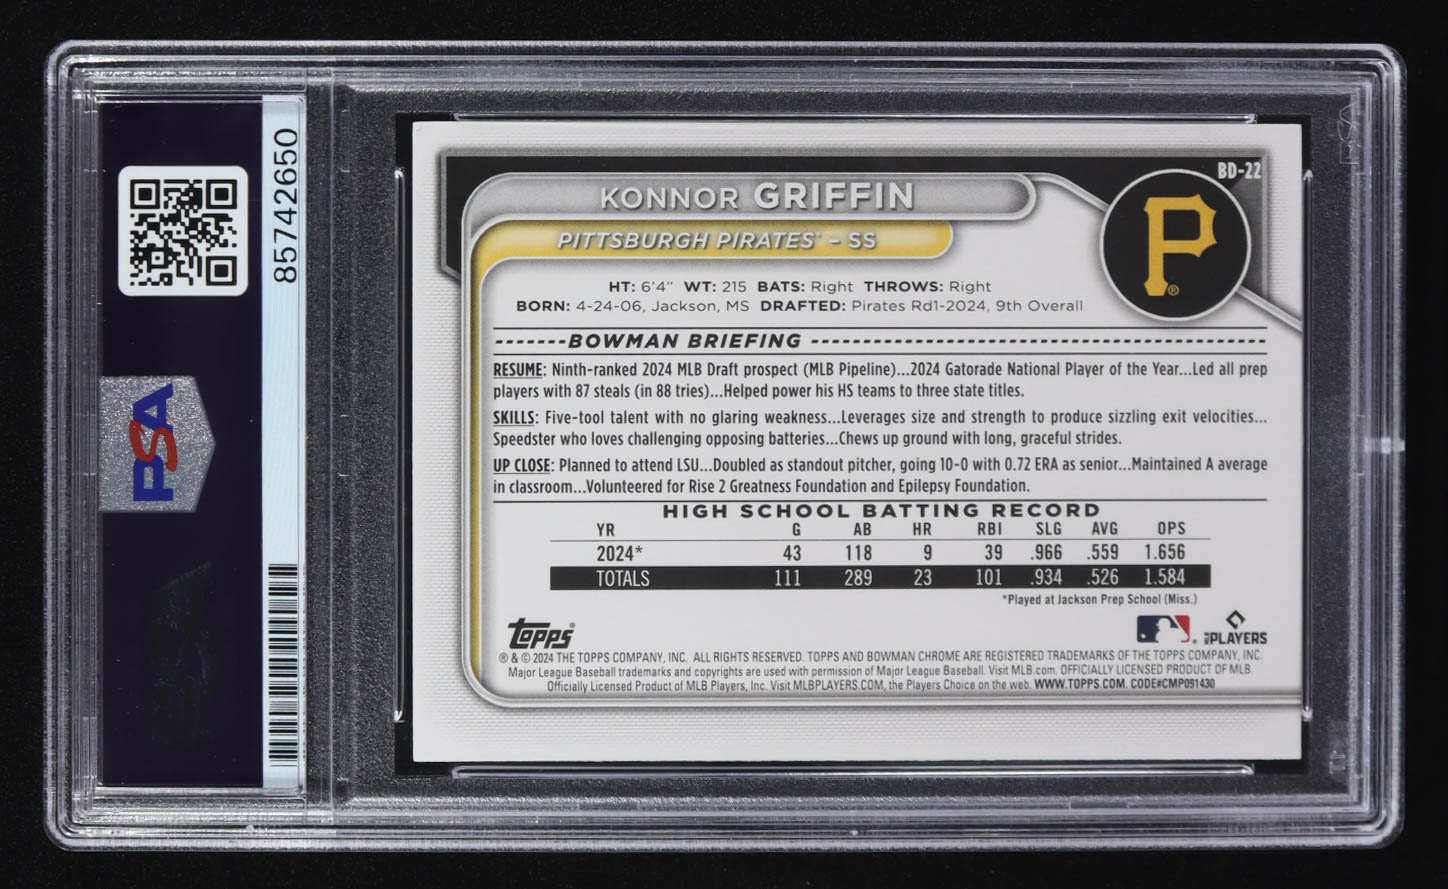 85742650
PSA
BD-22
KONNOR GRIFFIN
PITTSBURGH PIRATES - SS
P®
HT: 6'4" WT: 215 BATS: Right THROWS: Right
BORN: 4-24-06, Jackson, MS DRAFTED: Pirates Rd1-2024, 9th Overall
BOWMAN BRIEFING
RESUME: Ninth-ranked 2024 MLB Draft prospect (MLB Pipeline)...2024 Gatorade National Player of the Year...Led all prep
players with 87 steals (in 88 tries)...Helped power his HS teams to three state titles.
SKILLS: Five-tool talent with no glaring weakness...Leverages size and strength to produce sizzling exit velocities...
Speedster who loves challenging opposing batteries...Chews up ground with long, graceful strides.
UP CLOSE: Planned to attend LSU...Doubled as standout pitcher, going 10-0 with 0.72 ERA as senior...Maintained A average
in classroom...Volunteered for Rise 2 Greatness Foundation and Epilepsy Foundation.
HIGH SCHOOL BATTING RECORD
YR G AB HR RBI SLG AVG OPS
2024* 43 118 9 39 .966 .559 1.656
TOTALS 111 289 23 101 .934 .526 1.584
*Played at Jackson Prep School (Miss.)
Topps®
PLAYERS
® & © 2024 THE TOPPS COMPANY, INC. ALL RIGHTS RESERVED. TOPPS AND BOWMAN CHROME ARE REGISTERED TRADEMARKS OF THE TOPPS COMPANY, INC.
Major League Baseball trademarks and copyrights are used with permission of Major League Baseball. Visit MLB.com. OFFICIALLY LICENSED PRODUCT OF MLB.
Officially Licensed Product of MLB Players, Inc. Visit MLBPLAYERS.COM, the Players Choice on the web. WWW.TOPPS.COM. CODE#CMP091430
PSA
PSA